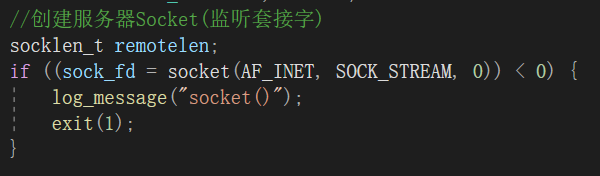 //创建服务器Socket(监听套接字)
socklen_t remotelen;
if ((sock_fd = socket(AF_INET, SOCK_STREAM, 0)) < 0) {
log_message("socket()");
exit(1);
}